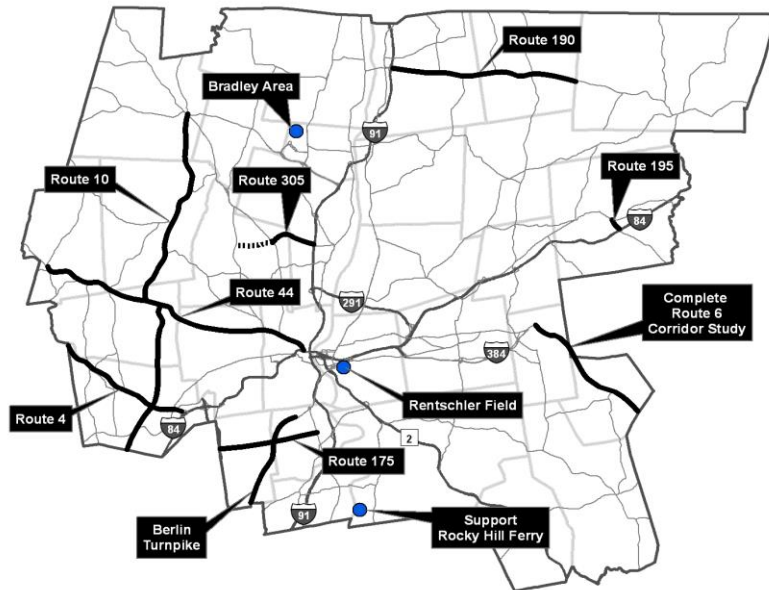 Route 190
Bradley Area
91
Route 10
Route 305
Route 195
84
Route 44
291
Complete
Route 6
Corridor Study
384
Rentschler Field
Route 4
84
2
Route 175
Berlin
Turnpike
91
Support
Rocky Hill Ferry